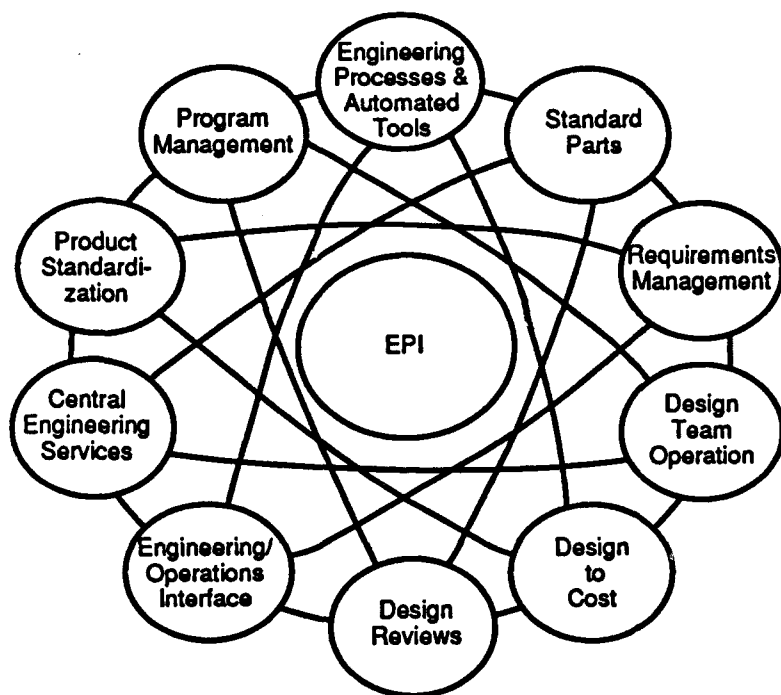 Engineering
Processes &
Automated
Tools
Program
Management
Standard
Parts
Product
Standardi-
zation
Requirements
Management
EPI
Central
Engineering
Services
Design
Team
Operation
Engineering/
Operations
Interface
Design
to
Cost
Design
Reviews